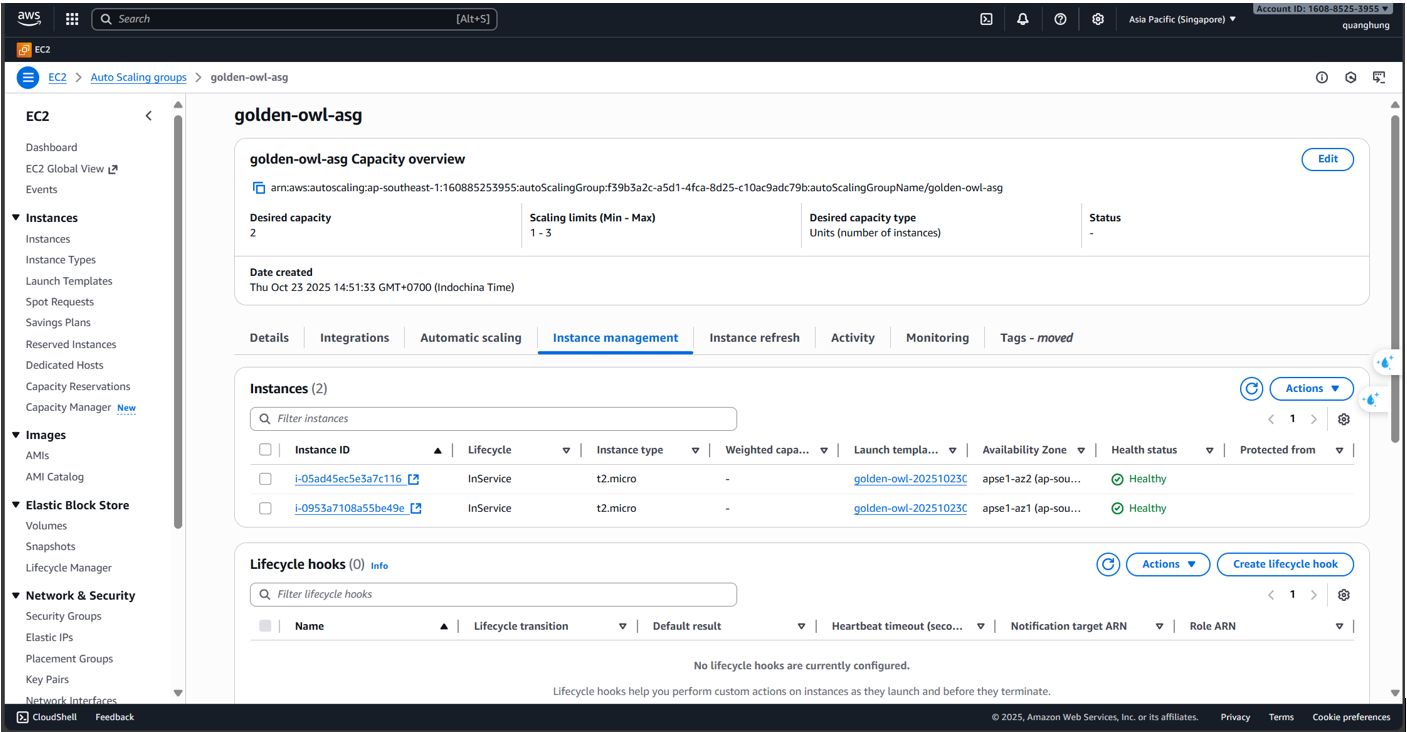 aws Search [Alt+S] Asia Pacific (Singapore) Account ID: 1608-8525-3955
quanghung
EC2
EC2 Auto Scaling groups golden-owl-asg
EC2
Dashboard
EC2 Global View
Events
Instances
Instances
Instance Types
Launch Templates
Spot Requests
Savings Plans
Reserved Instances
Dedicated Hosts
Capacity Reservations
Capacity Manager New
Images
AMIs
AMI Catalog
Elastic Block Store
Volumes
Snapshots
Lifecycle Manager
Network & Security
Security Groups
Elastic IPs
Placement Groups
Key Pairs
Network Interfaces
golden-owl-asg
golden-owl-asg Capacity overview Edit
arn:aws:autoscaling:ap-southeast-1:160885253955:autoScalingGroup:f39b3a2c-a5d1-4fca-8d25-c10ac9adc79b:autoScalingGroupName/golden-owl-asg
Desired capacity Scaling limits (Min - Max) Desired capacity type Status
2 1 - 3 Units (number of instances) -
Date created
Thu Oct 23 2025 14:51:33 GMT+0700 (Indochina Time)
Details Integrations Automatic scaling Instance management Instance refresh Activity Monitoring Tags - moved
Instances (2) Actions
Filter instances 1
Instance ID Lifecycle Instance type Weighted capa... Launch templa... Availability Zone Health status Protected from
i-05ad45ec5e3a7c116 InService t2.micro - golden-owl-20251023C apse1-az2 (ap-sou... Healthy
i-0953a7108a55be49e InService t2.micro - golden-owl-20251023C apse1-az1 (ap-sou... Healthy
Lifecycle hooks (0) Info Actions Create lifecycle hook
Filter lifecycle hooks 1
Name Lifecycle transition Default result Heartbeat timeout (seco... Notification target ARN Role ARN
No lifecycle hooks are currently configured.
Lifecycle hooks help you perform custom actions on instances as they launch and before they terminate.
CloudShell Feedback © 2025, Amazon Web Services, Inc. or its affiliates. Privacy Terms Cookie preferences